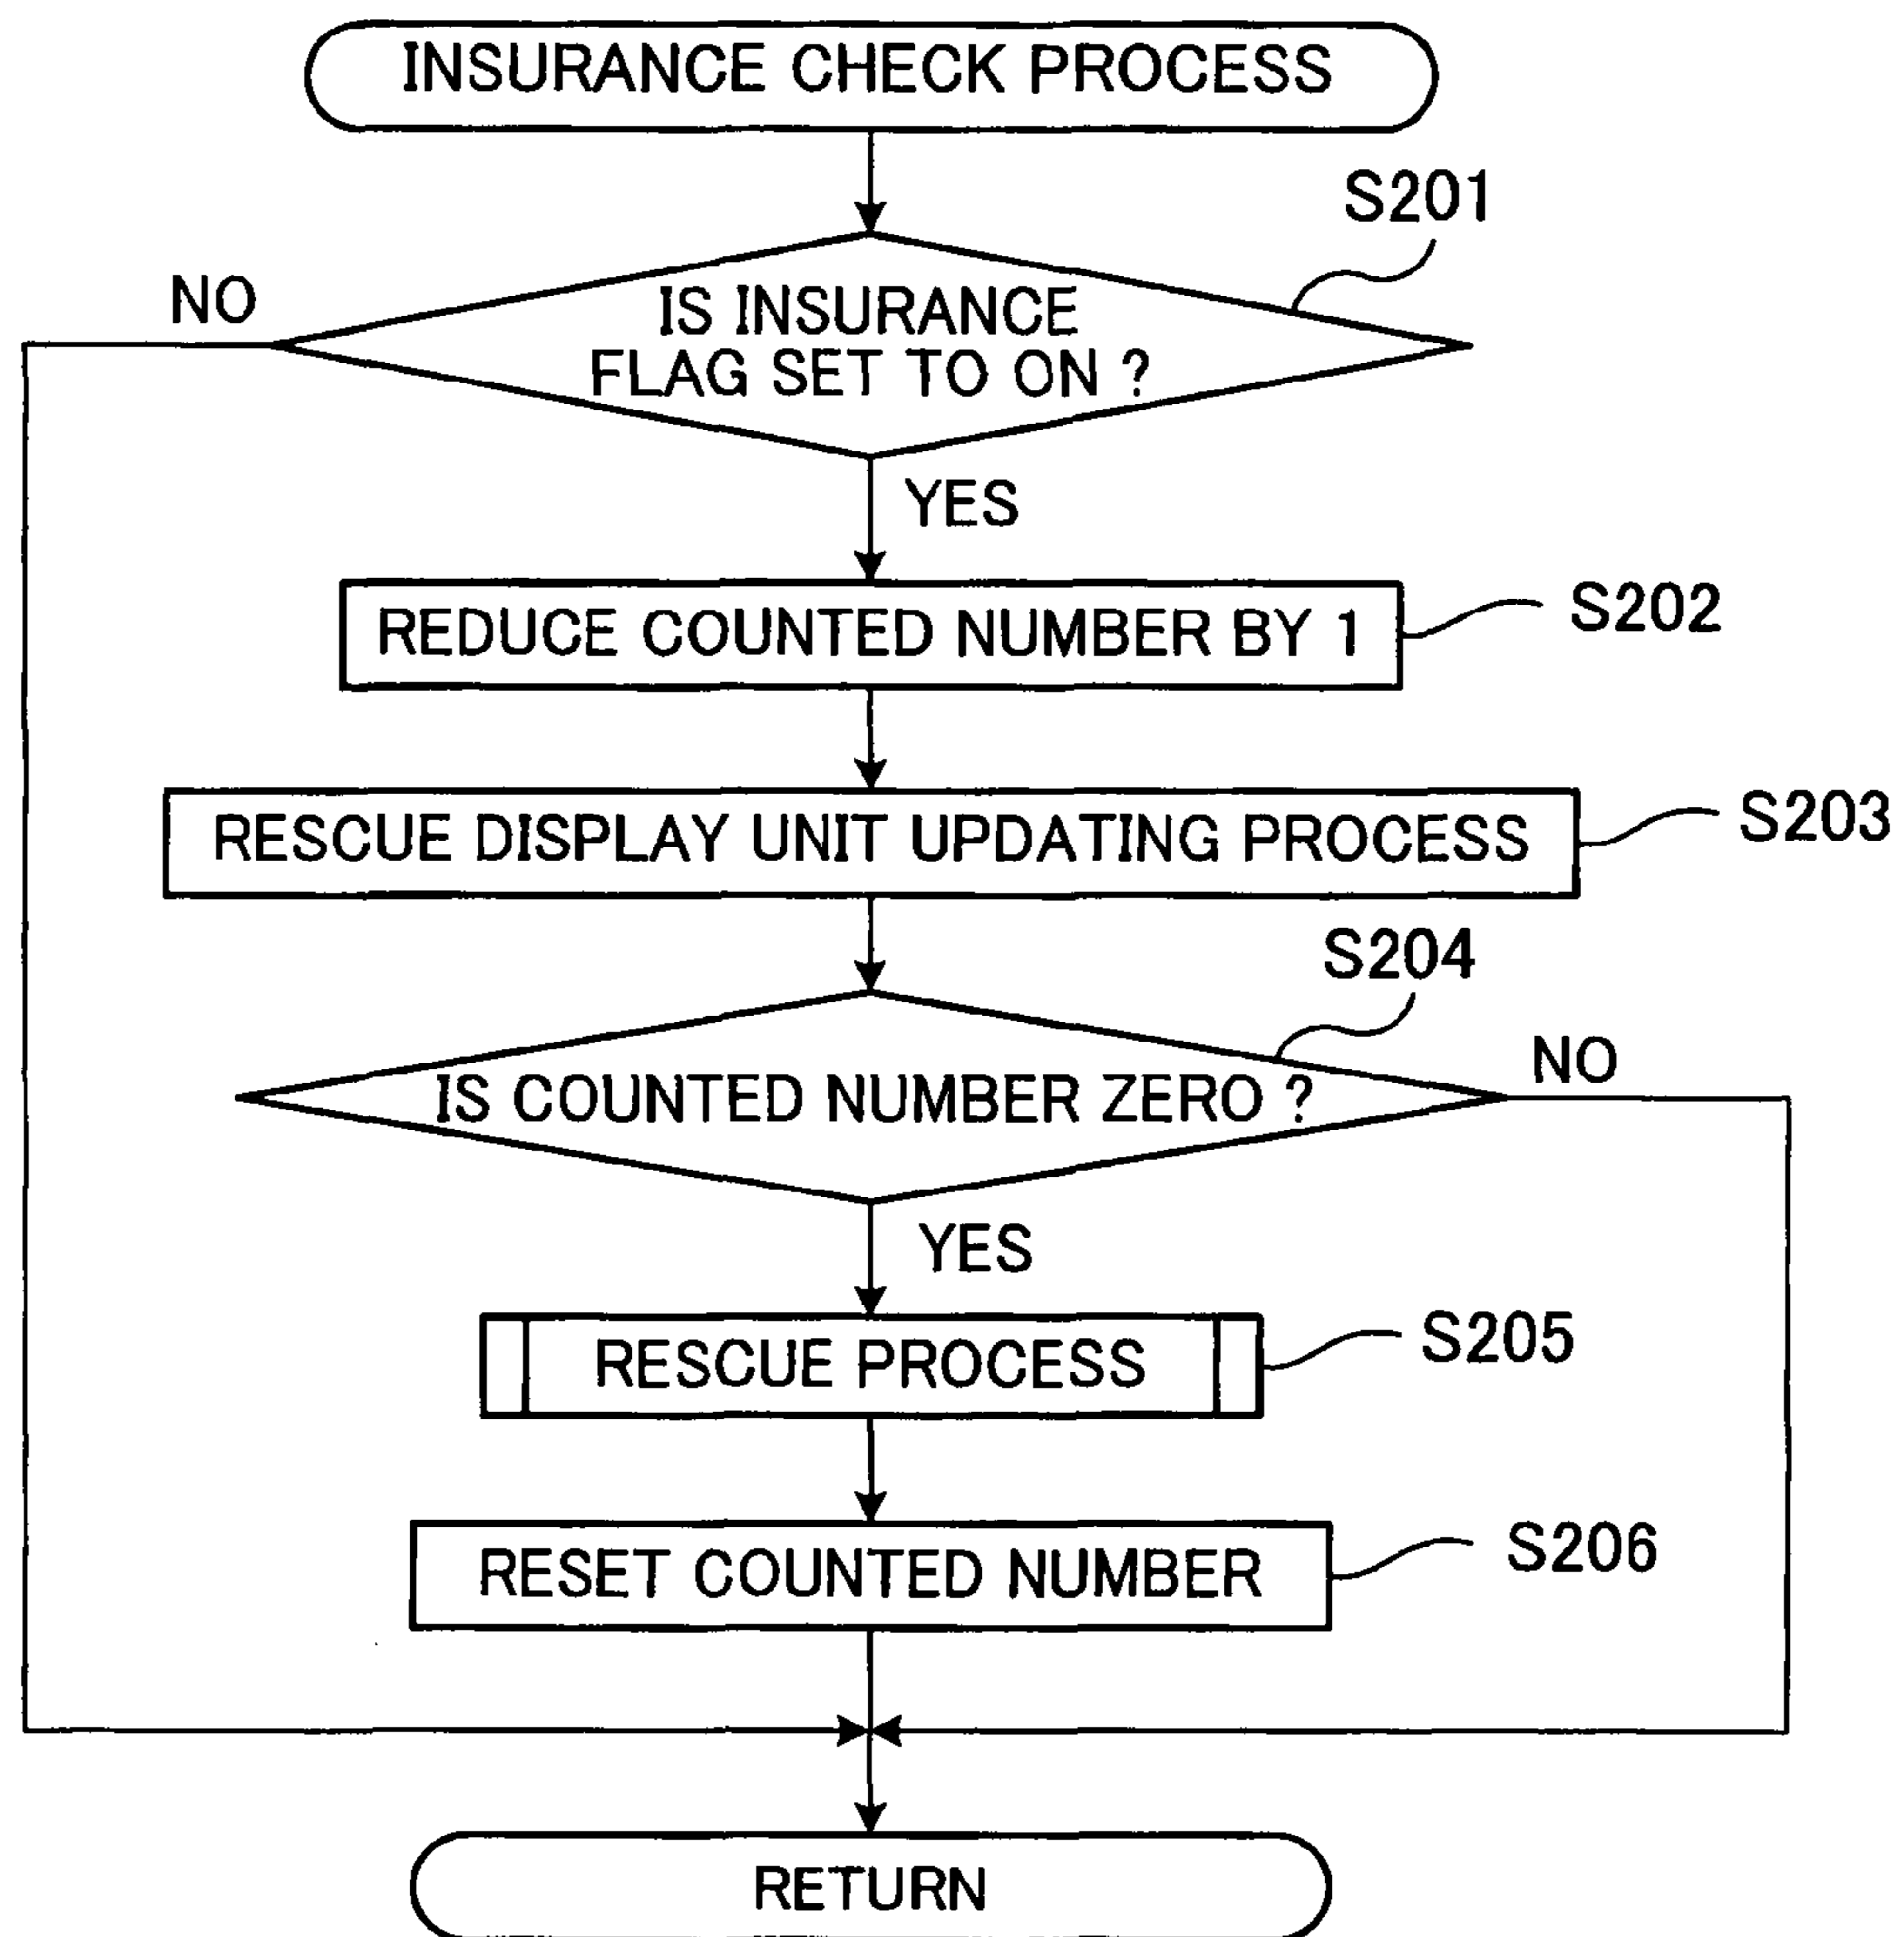 INSURANCE CHECK PROCESS
S201
NO
IS INSURANCE
FLAG SET TO ON ?
YES
REDUCE COUNTED NUMBER BY 1
S202
RESCUE DISPLAY UNIT UPDATING PROCESS
S203
S204
NO
IS COUNTED NUMBER ZERO ?
YES
RESCUE PROCESS
S205
RESET COUNTED NUMBER
S206
RETURN